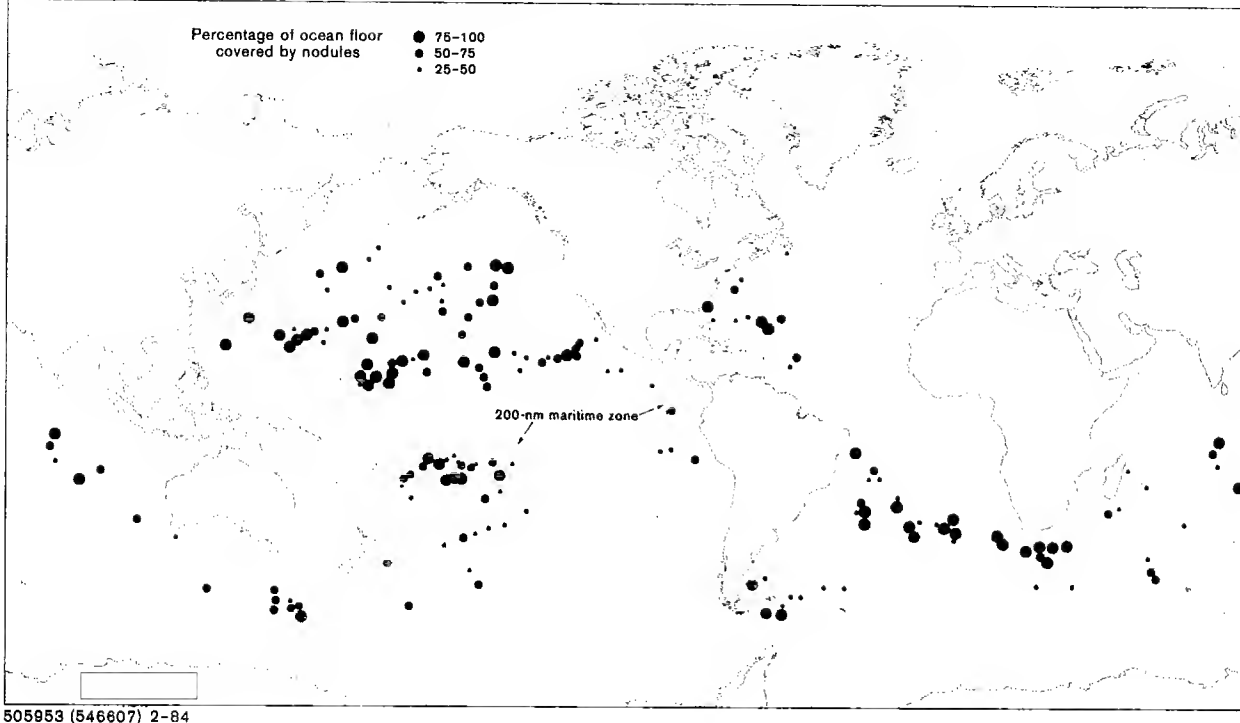 Percentage of ocean floor
covered by nodules
75-100
50-75
25-50
200-nm maritime zone
505953 (546607) 2-84